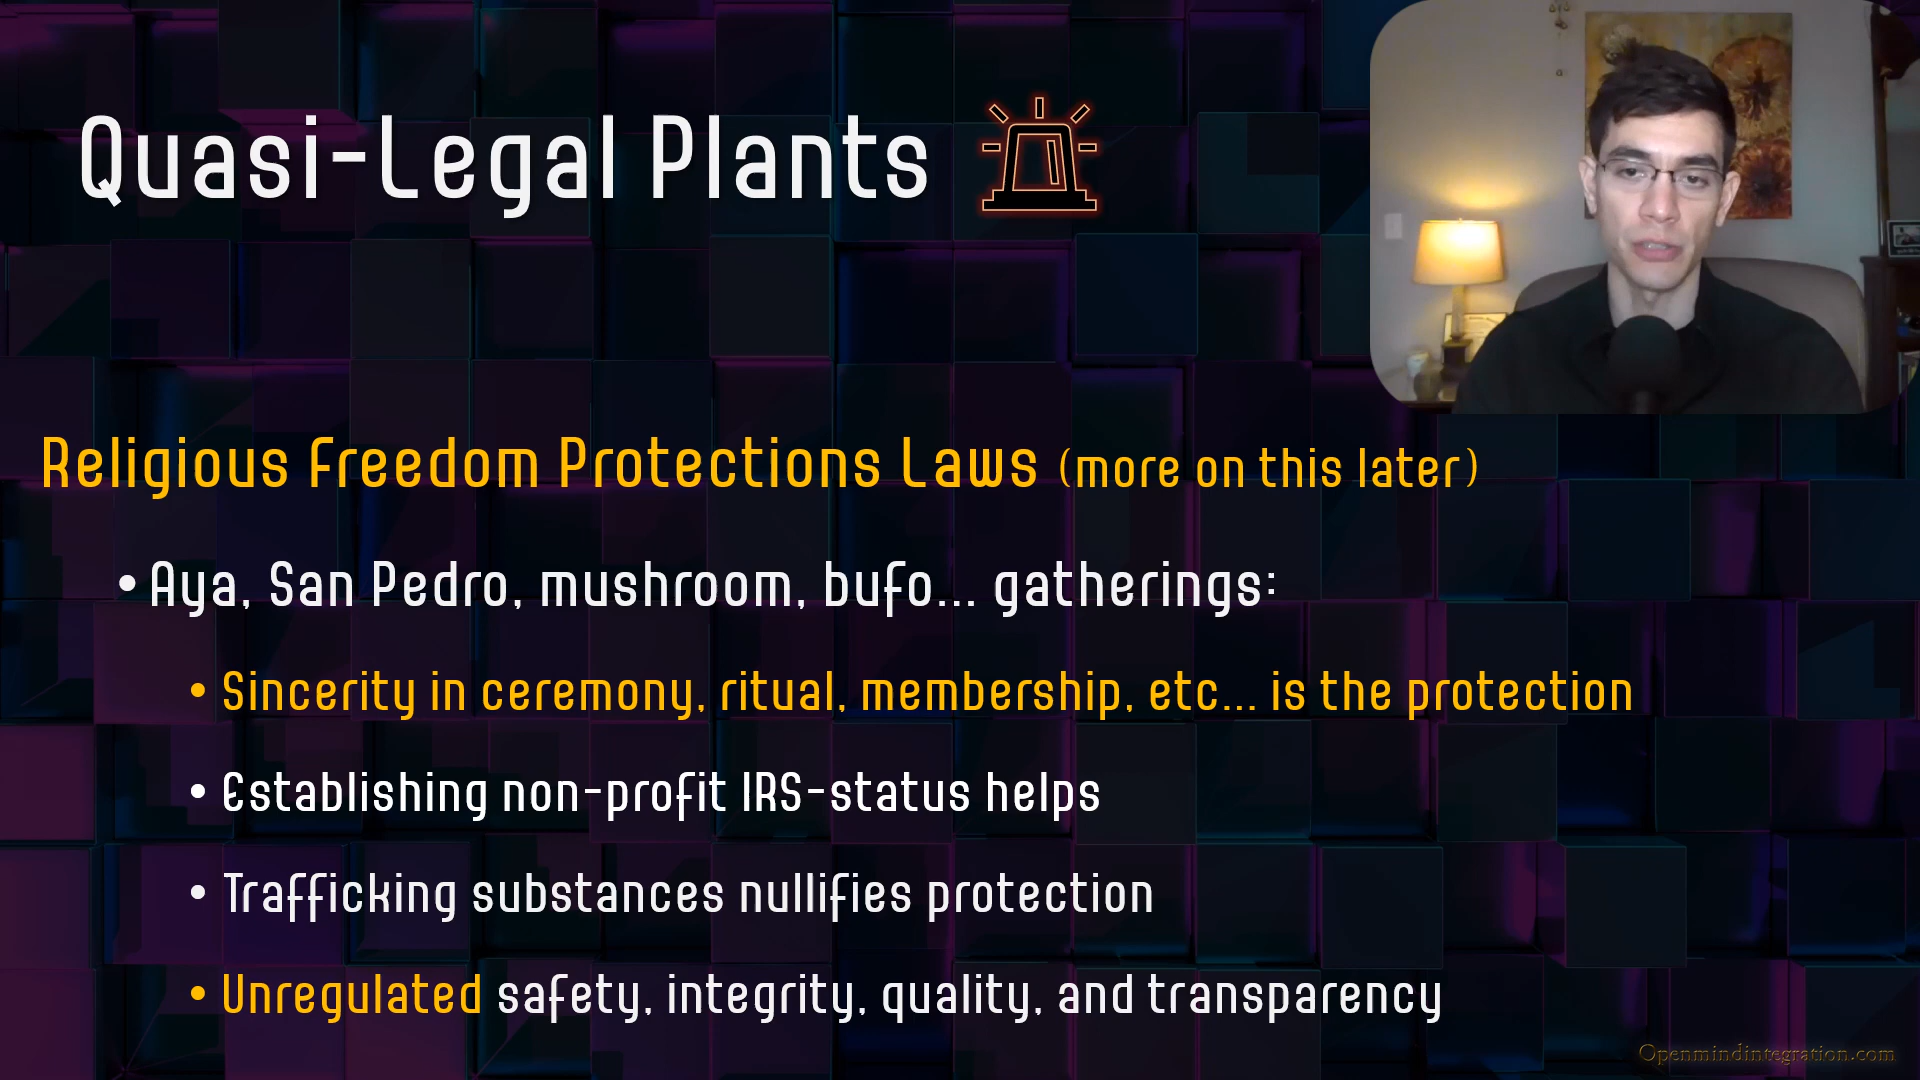 Quasi-Legal Plants
Religious Freedom Protections Laws (more on this later)
• Aya, San Pedro, mushroom, bufo... gatherings:
• Sincerity in ceremony, ritual, membership, etc... is the protection
• Establishing non-profit IRS-status helps
• Trafficking substances nullifies protection
• Unregulated safety, integrity, quality, and transparency
Openmindintegration.com